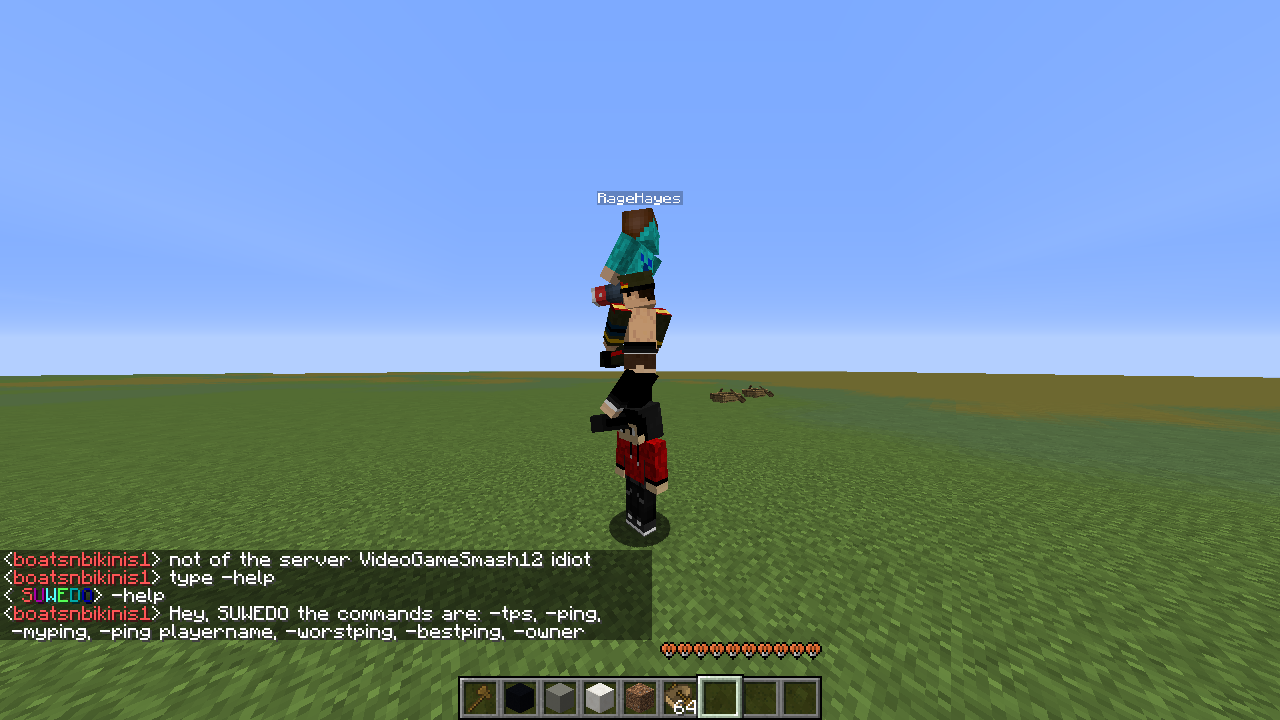 RageHayes
<boatsnbikinis1> not of the server VideoGameSmash12 idiot
<boatsnbikinis1> type -help
< SUWEDO> -help
<boatsnbikinis1> Hey, SUWEDO the commands are: -tps, -ping,
-myping, -ping playername, -worstping, -bestping, -owner
64